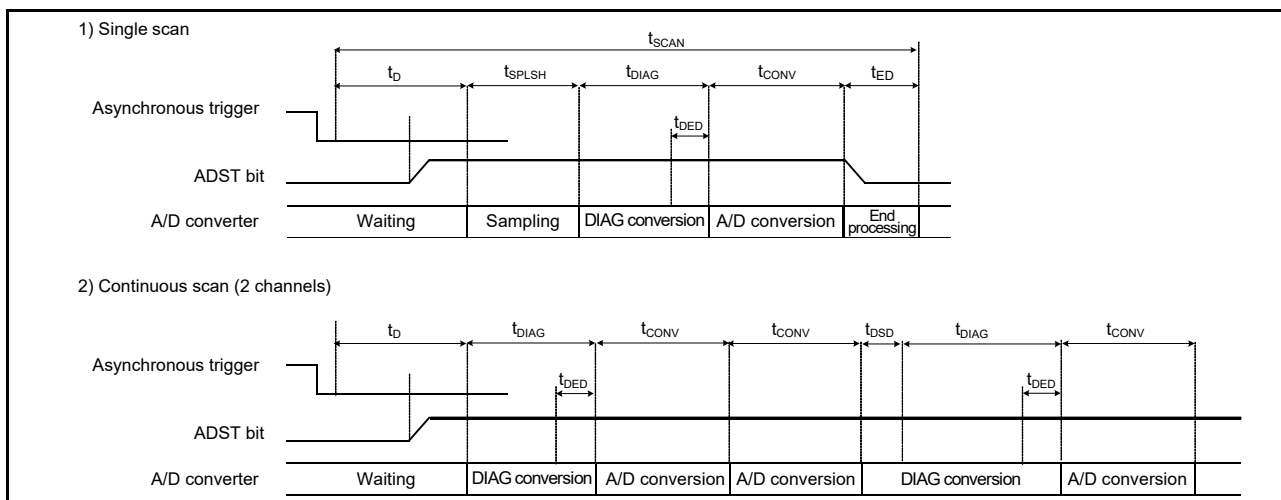 1) Single scan
tSCAN
tD tSPLSH tDIAG tCONV tED
Asynchronous trigger
tDED
ADST bit
A/D converter Waiting Sampling DIAG conversion A/D conversion End processing
2) Continuous scan (2 channels)
tD tDIAG tCONV tCONV tDSD tDIAG tCONV
Asynchronous trigger
tDED tDED
ADST bit
A/D converter Waiting DIAG conversion A/D conversion A/D conversion DIAG conversion A/D conversion